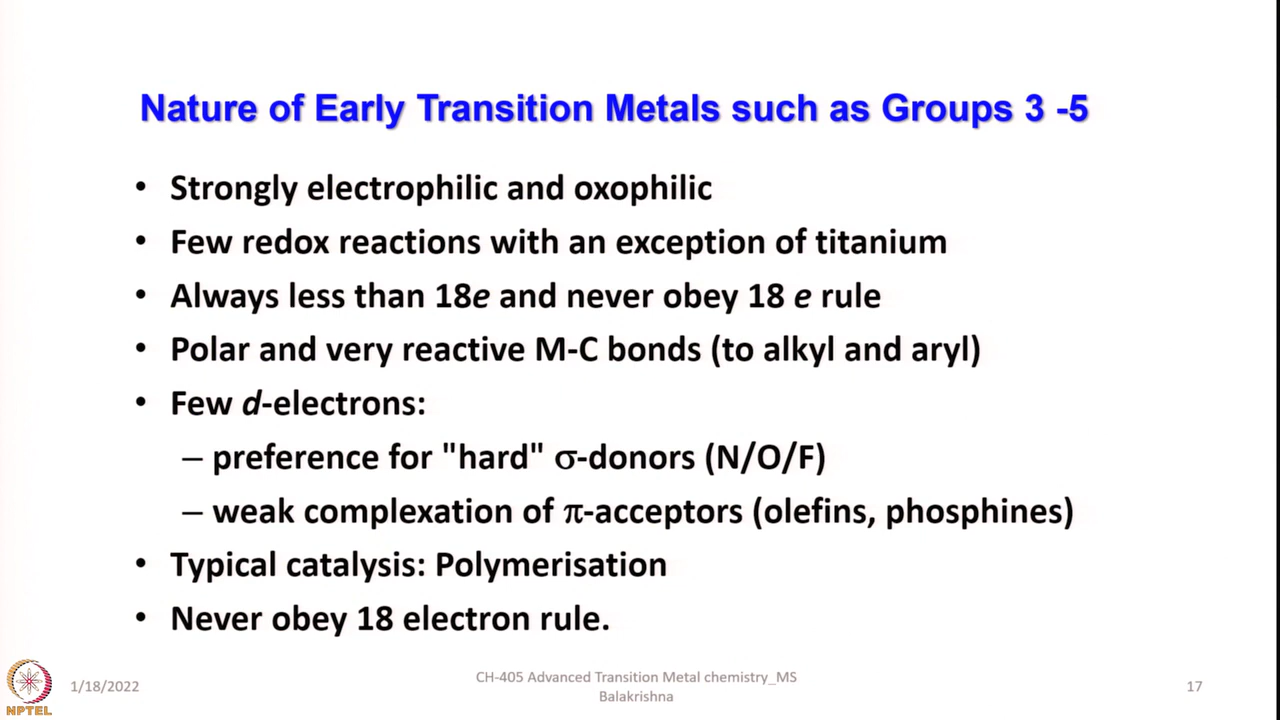 Nature of Early Transition Metals such as Groups 3 -5
• Strongly electrophilic and oxophilic
• Few redox reactions with an exception of titanium
• Always less than 18e and never obey 18 e rule
• Polar and very reactive M-C bonds (to alkyl and aryl)
• Few d-electrons:
– preference for "hard" σ-donors (N/O/F)
– weak complexation of π-acceptors (olefins, phosphines)
• Typical catalysis: Polymerisation
• Never obey 18 electron rule.
NPTEL
1/18/2022
CH-405 Advanced Transition Metal chemistry_MS
Balakrishna
17